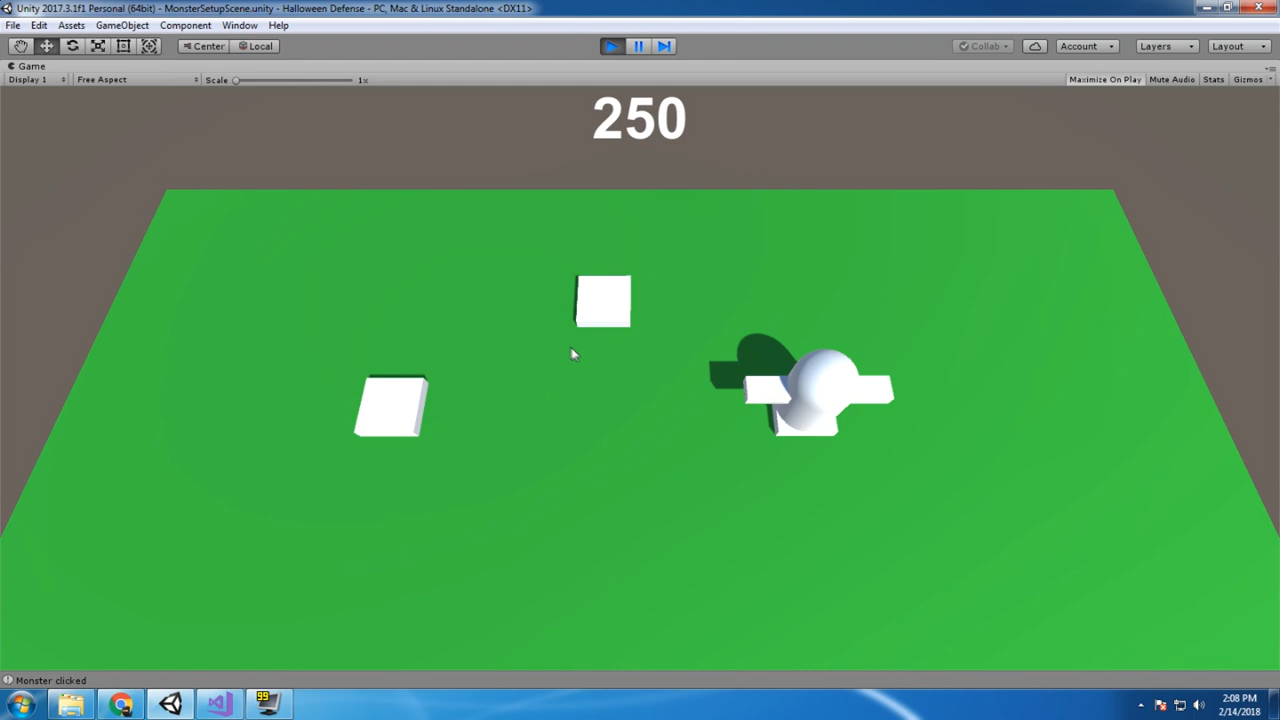 Unity 2017.3.1f1 Personal (64bit) - MonsterSetupScene.unity - Halloween Defense - PC, Mac & Linux Standalone <DX11>
File Edit Assets GameObject Component Window Help
Center Local Collab Account Layers Layout
Game
Display 1 Free Aspect Scale 1x Maximize On Play Mute Audio Stats Gizmos
250
Monster clicked
99
2:08 PM
2/14/2018